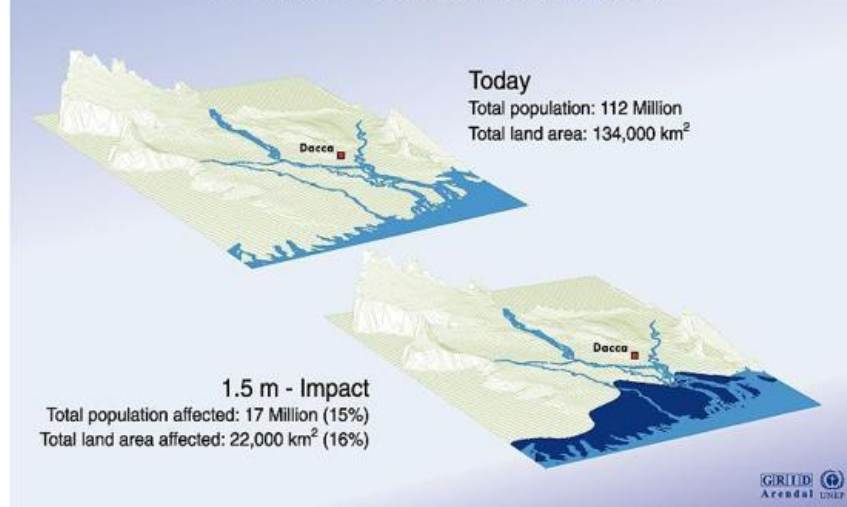 Today
Total population: 112 Million
Total land area: 134,000 km²
Dacca
Dacca
1.5 m - Impact
Total population affected: 17 Million (15%)
Total land area affected: 22,000 km² (16%)
GRID
Arendal UNEP